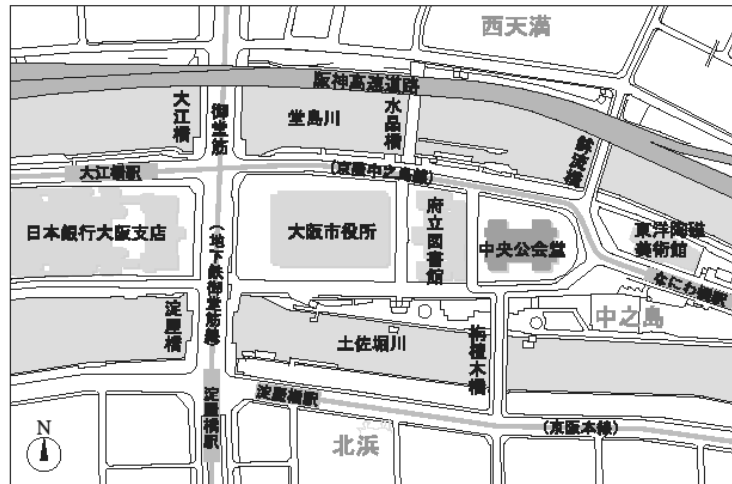 西天満
阪神高速道路
大江橋
御堂筋
堂島川
水晶橋
鉾流橋
大江橋駅
(京阪中之島線)
日本銀行大阪支店
(地下鉄御堂筋線)
大阪市役所
府立図書館
中央公会堂
東洋陶磁
美術館
なにわ橋駅
中之島
淀屋橋
土佐堀川
栴檀木橋
淀屋橋駅
淀屋橋駅
(京阪本線)
北浜
N